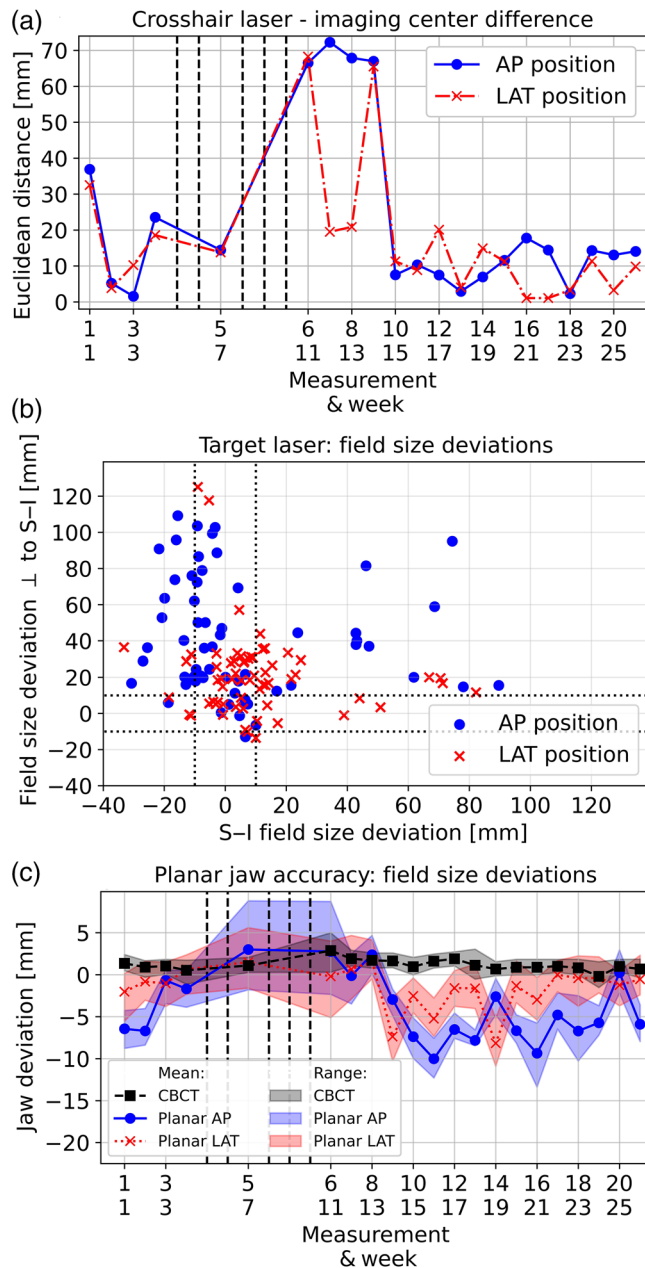 (a)
Crosshair laser - imaging center difference
Euclidean distance [mm]
70
60
50
40
30
20
10
0
AP position
LAT position
1 3 5 6 8 10 12 14 16 18 20
1 3 7 11 13 15 17 19 21 23 25
Measurement
& week
(b)
Target laser: field size deviations
Field size deviation ⊥ to S–I [mm]
120
100
80
60
40
20
0
−20
−40
AP position
LAT position
−40 −20 0 20 40 60 80 100 120
S–I field size deviation [mm]
(c)
Planar jaw accuracy: field size deviations
Jaw deviation [mm]
5
0
−5
−10
−15
−20
Mean: Range:
CBCT CBCT
Planar AP Planar AP
Planar LAT Planar LAT
1 3 5 6 8 10 12 14 16 18 20
1 3 7 11 13 15 17 19 21 23 25
Measurement
& week